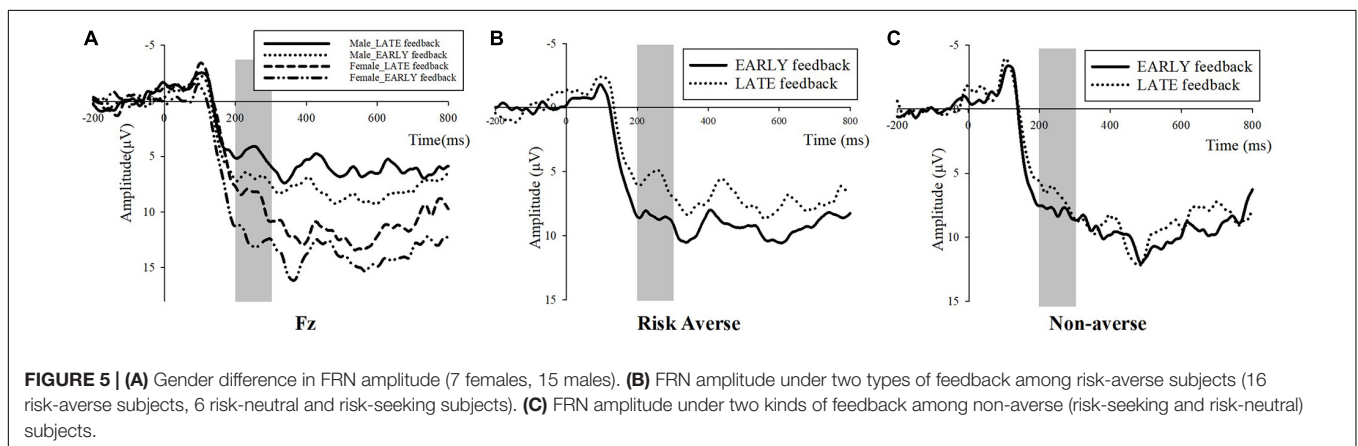 A
-5
Male_LATE feedback
Male_EARLY feedback
Female_LATE feedback
Female_EARLY feedback
-200
200
400
600
800
Time(ms)
Amplitude(μV)
5
10
15
Fz
B
-5
EARLY feedback
LATE feedback
-200
0
200
400
600
800
Time (ms)
Amplitude (μV)
5
10
15
Risk Averse
C
-5
EARLY feedback
LATE feedback
-200
0
200
400
600
800
Time (ms)
Amplitude (μV)
5
10
15
Non-averse
FIGURE 5 | (A) Gender difference in FRN amplitude (7 females, 15 males). (B) FRN amplitude under two types of feedback among risk-averse subjects (16
risk-averse subjects, 6 risk-neutral and risk-seeking subjects). (C) FRN amplitude under two kinds of feedback among non-averse (risk-seeking and risk-neutral)
subjects.